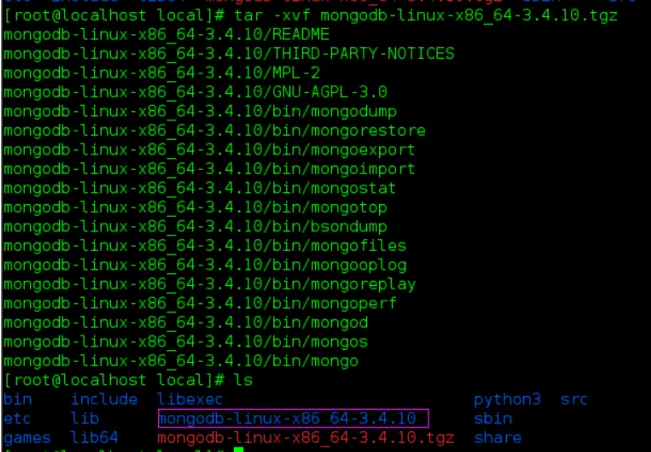 [root@localhost local]# tar -xvf mongodb-linux-x86_64-3.4.10.tgz
mongodb-linux-x86_64-3.4.10/README
mongodb-linux-x86_64-3.4.10/THIRD-PARTY-NOTICES
mongodb-linux-x86_64-3.4.10/MPL-2
mongodb-linux-x86_64-3.4.10/GNU-AGPL-3.0
mongodb-linux-x86_64-3.4.10/bin/mongodump
mongodb-linux-x86_64-3.4.10/bin/mongorestore
mongodb-linux-x86_64-3.4.10/bin/mongoexport
mongodb-linux-x86_64-3.4.10/bin/mongoimport
mongodb-linux-x86_64-3.4.10/bin/mongostat
mongodb-linux-x86_64-3.4.10/bin/mongotop
mongodb-linux-x86_64-3.4.10/bin/bsondump
mongodb-linux-x86_64-3.4.10/bin/mongofiles
mongodb-linux-x86_64-3.4.10/bin/mongooplog
mongodb-linux-x86_64-3.4.10/bin/mongoreplay
mongodb-linux-x86_64-3.4.10/bin/mongoperf
mongodb-linux-x86_64-3.4.10/bin/mongod
mongodb-linux-x86_64-3.4.10/bin/mongos
mongodb-linux-x86_64-3.4.10/bin/mongo
[root@localhost local]# ls
bin include libexec python3 src
etc lib mongodb-linux-x86_64-3.4.10 sbin
games lib64 mongodb-linux-x86_64-3.4.10.tgz share